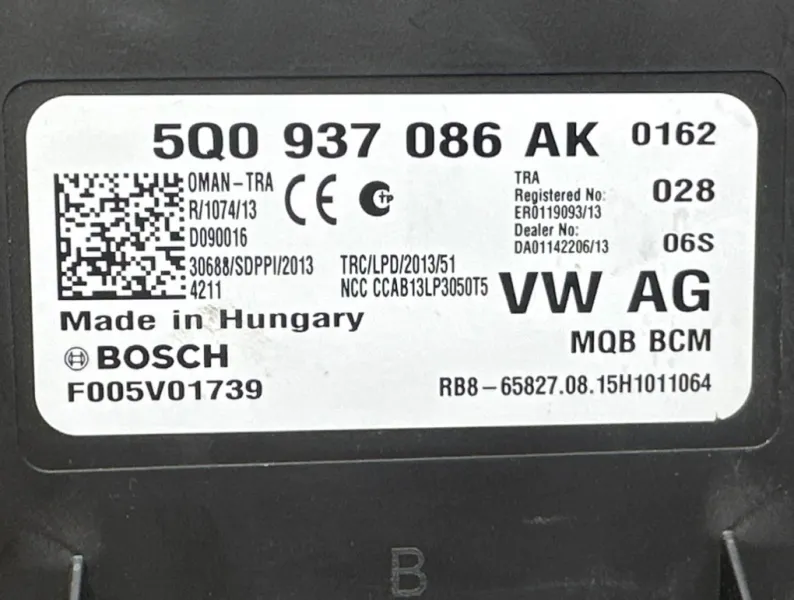 5Q0 937 086 AK 0162
OMAN-TRA
R/1074/13
D090016
30688/SDPPI/2013
4211
CE
TRC/LPD/2013/51
NCC CCAB13LP3050T5
TRA
Registered No:
ER0119093/13
Dealer No:
DA01142206/13
028
06S
VW AG
MQB BCM
Made in Hungary
BOSCH
F005V01739
RB8-65827.08.15H1011064
B